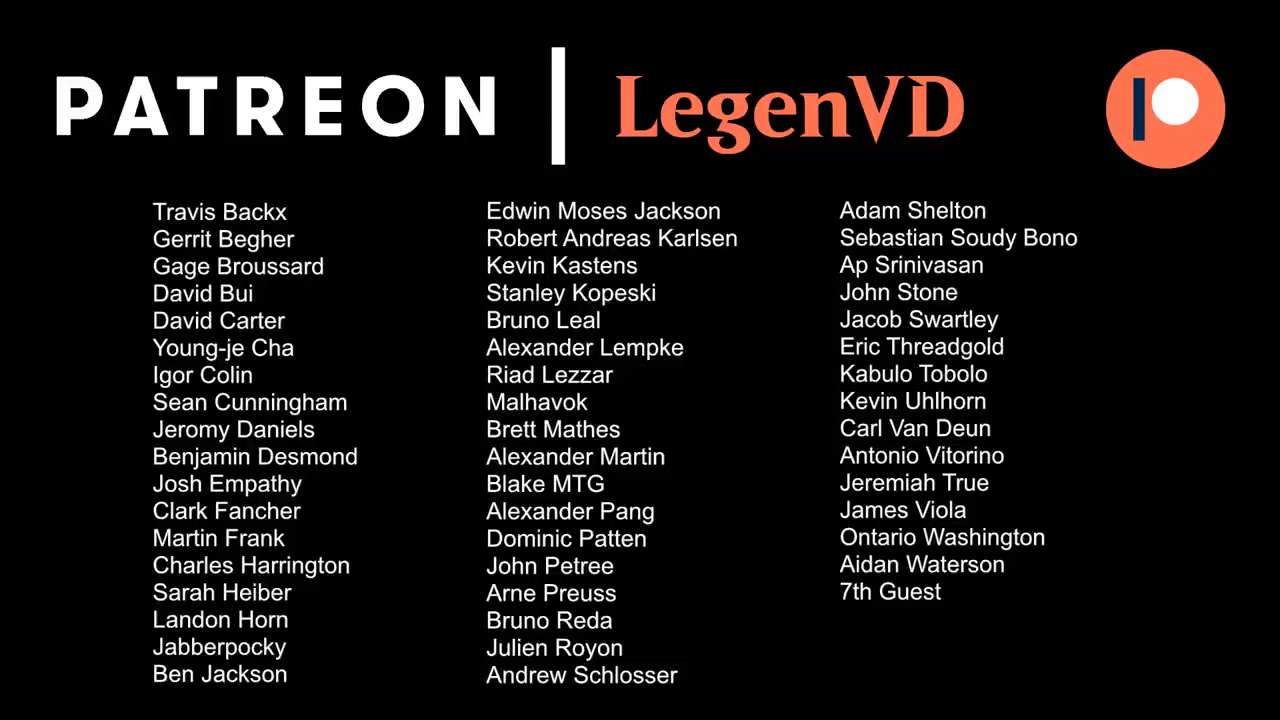 PATREON | LegenVD
Travis Backx
Gerrit Begher
Gage Broussard
David Bui
David Carter
Young-je Cha
Igor Colin
Sean Cunningham
Jeromy Daniels
Benjamin Desmond
Josh Empathy
Clark Fancher
Martin Frank
Charles Harrington
Sarah Heiber
Landon Horn
Jabberpocky
Ben Jackson
Edwin Moses Jackson
Robert Andreas Karlsen
Kevin Kastens
Stanley Kopeski
Bruno Leal
Alexander Lempke
Riad Lezzar
Malhavok
Brett Mathes
Alexander Martin
Blake MTG
Alexander Pang
Dominic Patten
John Petree
Arne Preuss
Bruno Reda
Julien Royon
Andrew Schlosser
Adam Shelton
Sebastian Soudy Bono
Ap Srinivasan
John Stone
Jacob Swartley
Eric Threadgold
Kabulo Tobolo
Kevin Uhlhorn
Carl Van Deun
Antonio Vitorino
Jeremiah True
James Viola
Ontario Washington
Aidan Waterson
7th Guest